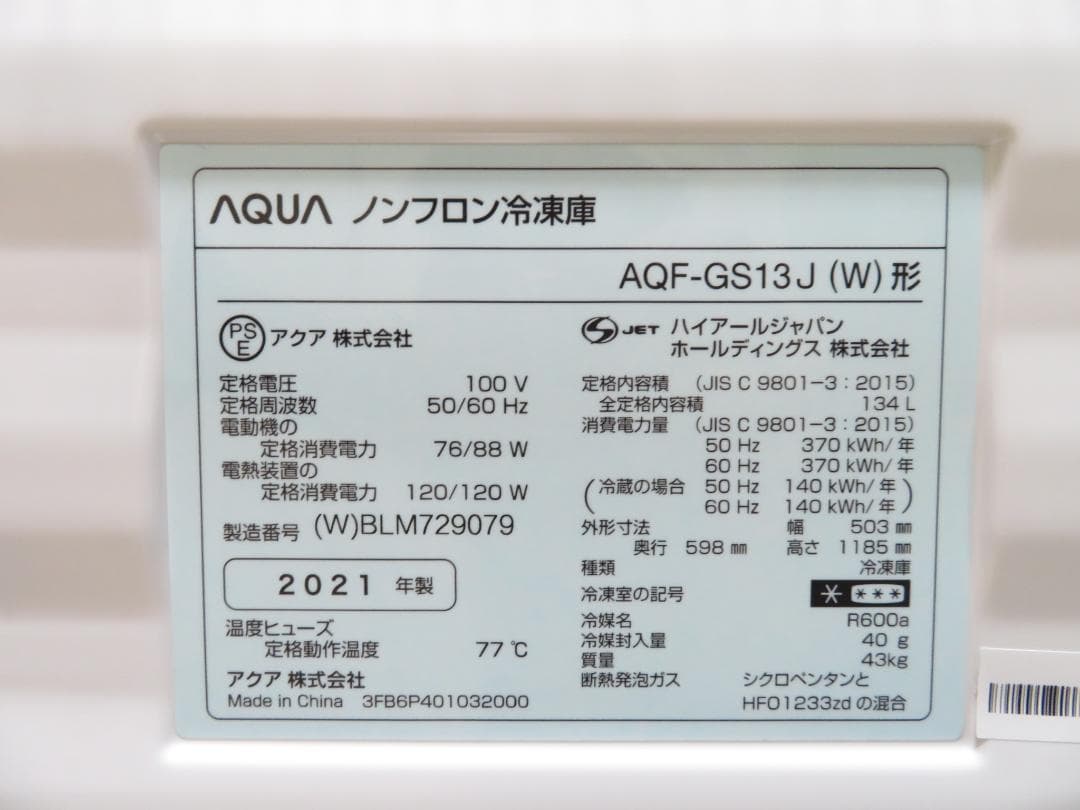 AQUA ノンフロン冷凍庫
AQF-GS13J (W) 形
PSE アクア 株式会社
定格電圧 100 V
定格周波数 50/60 Hz
電動機の
定格消費電力 76/88 W
電熱装置の
定格消費電力 120/120 W
製造番号 (W)BLM729079
2021 年製
温度ヒューズ
定格動作温度 77 ℃
アクア 株式会社
Made in China 3FB6P401032000
S JET ハイアールジャパン
ホールディングス 株式会社
定格内容積 (JIS C 9801-3:2015)
全定格内容積 134 L
消費電力量 (JIS C 9801-3:2015)
50 Hz 370 kWh/年
60 Hz 370 kWh/年
(冷蔵の場合 50 Hz 140 kWh/年
60 Hz 140 kWh/年)
外形寸法 幅 503 ㎜
奥行 598 ㎜ 高さ 1185 ㎜
種類 冷凍庫
冷凍室の記号 * ***
冷媒名 R600a
冷媒封入量 40 g
質量 43kg
断熱発泡ガス シクロペンタンと
HFO1233zd の混合